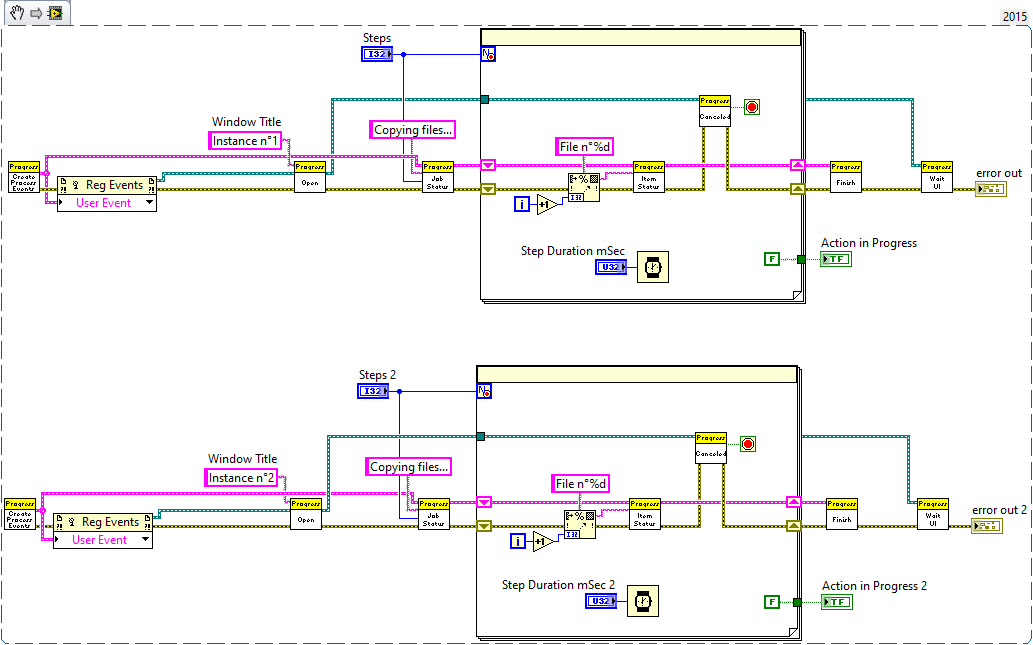 2015
Steps
I32
N
Window Title
Instance n°1
Copying files...
Progress
Canceled
File n°%d
Progress
Create
Process
Events
Reg Events
User Event
Progress
Open
Progress
Job
Status
%
I32
Progress
Item
Status
Progress
Finish
Progress
Wait
UI
error out
i
+1
Step Duration mSec
U32
F
Action in Progress
TF
Steps 2
I32
N
Window Title
Instance n°2
Copying files...
Progress
Canceled
File n°%d
Progress
Create
Process
Events
Reg Events
User Event
Progress
Open
Progress
Job
Status
%
I32
Progress
Item
Status
Progress
Finish
Progress
Wait
UI
error out 2
i
+1
Step Duration mSec 2
U32
F
Action in Progress 2
TF